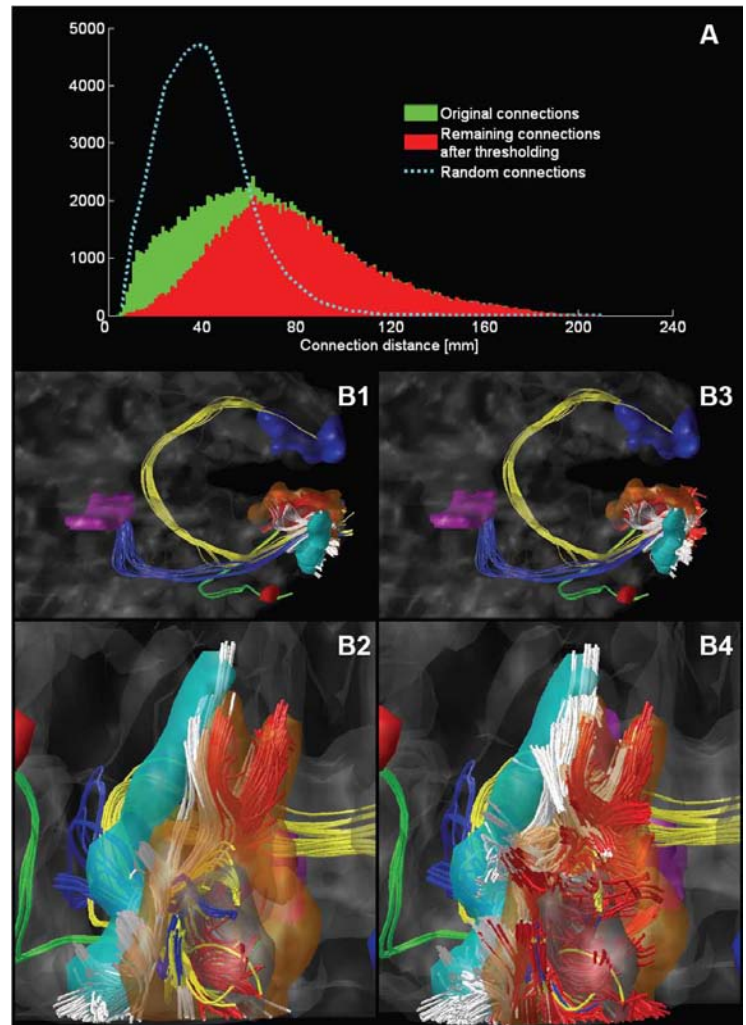 A
5000
4000
3000
2000
1000
0
Original connections
Remaining connections
after thresholding
Random connections
0 40 80 120 160 200 240
Connection distance [mm]
B1
B3
B2
B4